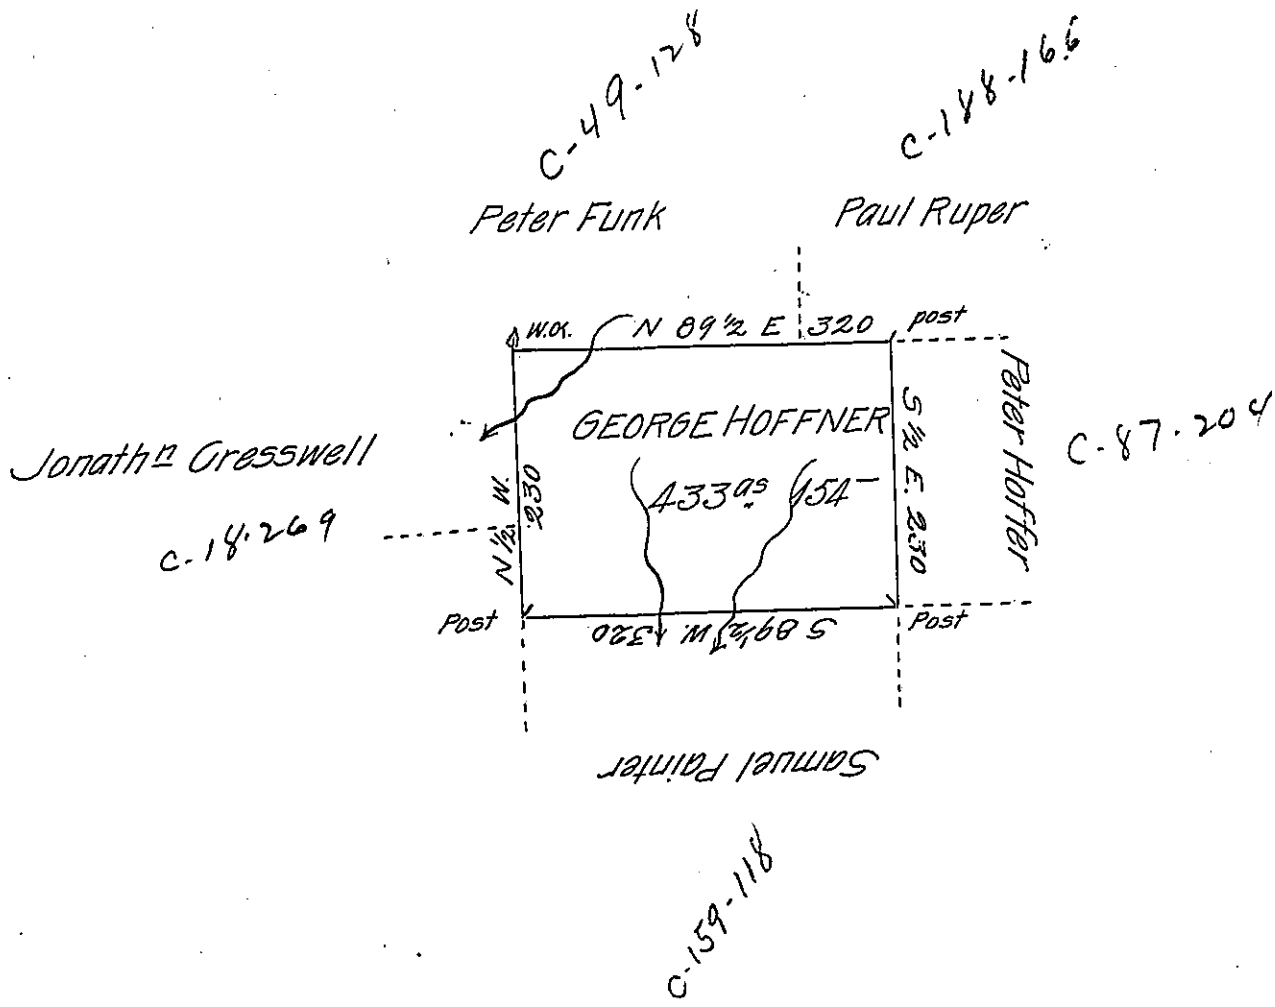 C-49-128
C-188-166
Peter Funk
Paul Ruper
W.O.
N 89½ E 320
post
Jonathn Cresswell
GEORGE HOFFNER
433as 154-
S ½ E. 230
Peter Hoffer
C-87-204
N ½ W. 230
C-18-269
Post
S 89½ W. 320
Post
Samuel Painter
C-159-118